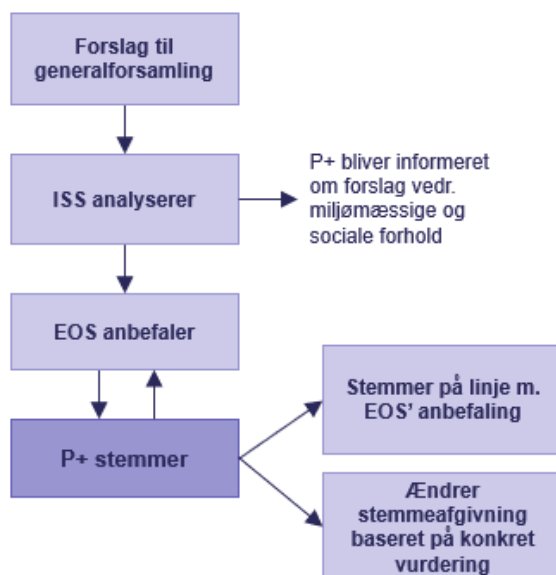 Forslag til
generalforsamling
ISS analyserer
P+ bliver informeret
om forslag vedr.
miljømæssige og
sociale forhold
EOS anbefaler
Stemmer på linje m.
EOS’ anbefaling
P+ stemmer
Ændrer
stemmeafgivning
baseret på konkret
vurdering